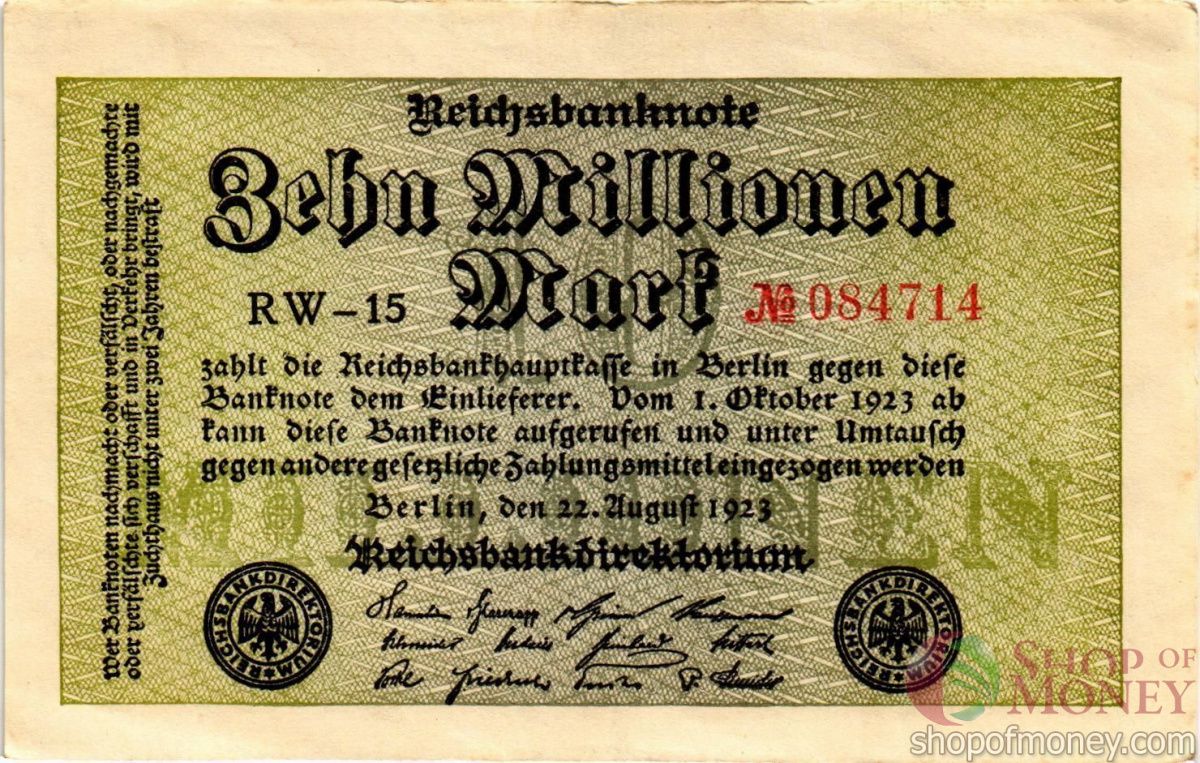 Reichsbanknote
Zehn Millionen
Mark
RW-15
№ 084714
zahlt die Reichsbankhauptkasse in Berlin gegen diese
Banknote dem Einlieferer. Vom 1. Oktober 1923 ab
kann diese Banknote aufgerufen und unter Umtausch
gegen andere gesetzliche Zahlungsmittel eingezogen werden
Berlin, den 22. August 1923
Reichsbankdirektorium
Wer Banknoten nachmacht oder verfälscht, oder nachgemachte
oder verfälschte sich verschafft und in Verkehr bringt, wird mit
Zuchthaus nicht unter zwei Jahren bestraft
10
MILLIONEN
REICHSBANKDIREKTORIUM
REICHSBANKDIREKTORIUM
SHOP OF
MONEY
shopofmoney.com